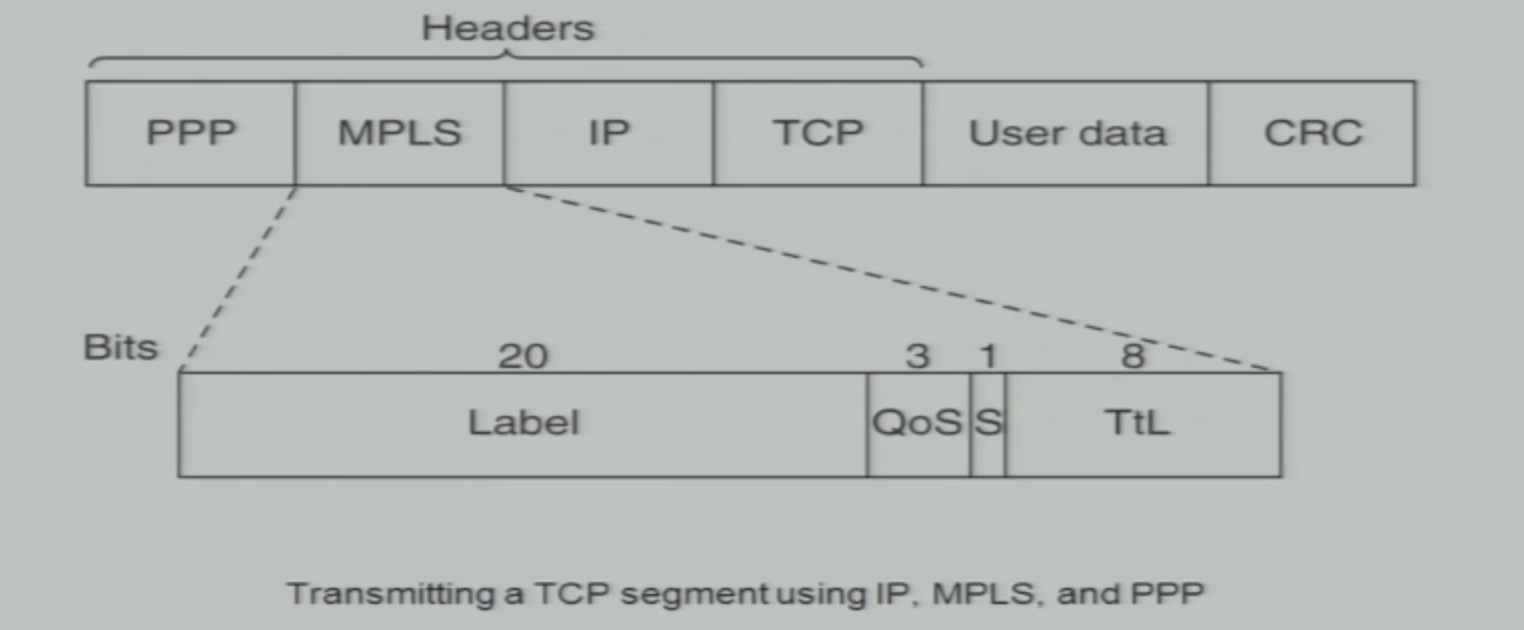 Headers
PPP MPLS IP TCP User data CRC
Bits 20 3 1 8
Label QoS S TtL
Transmitting a TCP segment using IP, MPLS, and PPP